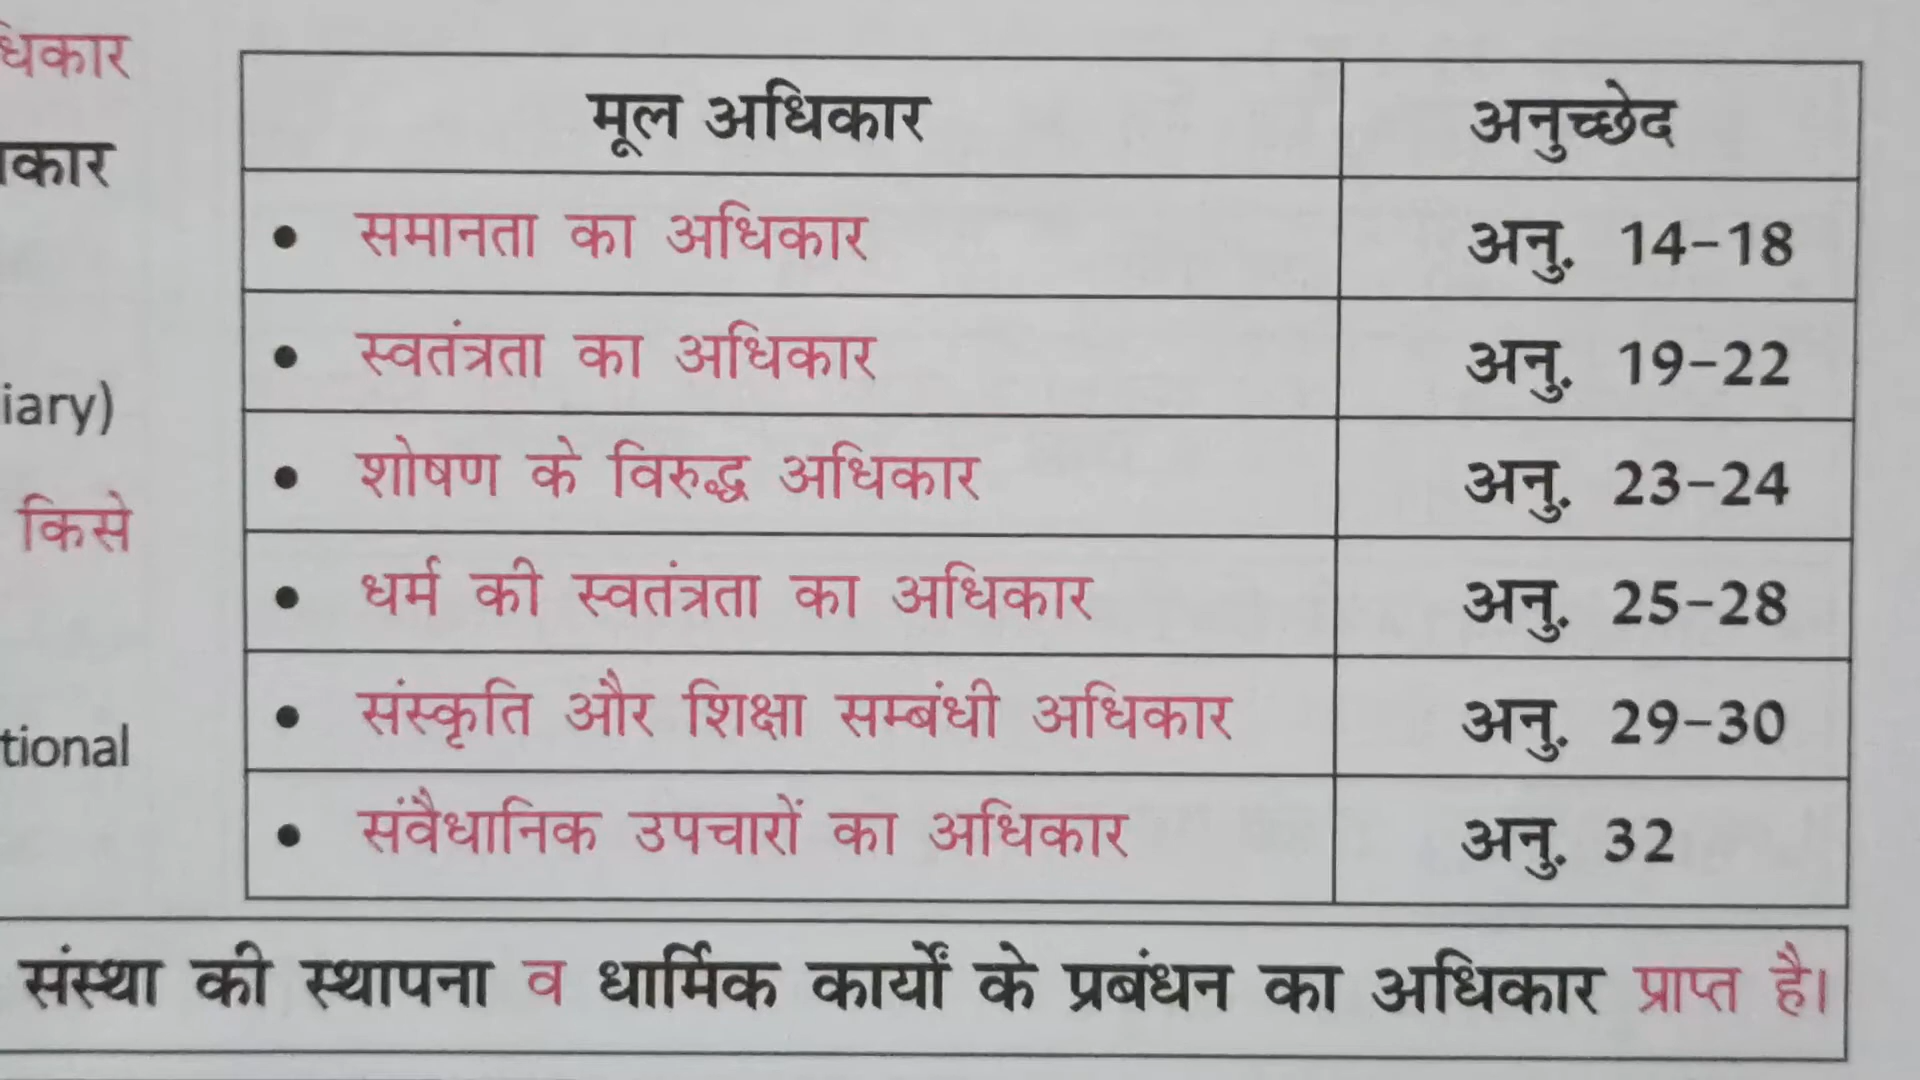 मूल अधिकार अनुच्छेद
• समानता का अधिकार अनु. 14-18
• स्वतंत्रता का अधिकार अनु. 19-22
• शोषण के विरुद्ध अधिकार अनु. 23-24
• धर्म की स्वतंत्रता का अधिकार अनु. 25-28
• संस्कृति और शिक्षा सम्बंधी अधिकार अनु. 29-30
• संवैधानिक उपचारों का अधिकार अनु. 32
संस्था की स्थापना व धार्मिक कार्यों के प्रबंधन का अधिकार प्राप्त है।
धिकार
कार
iary)
किसे
tional